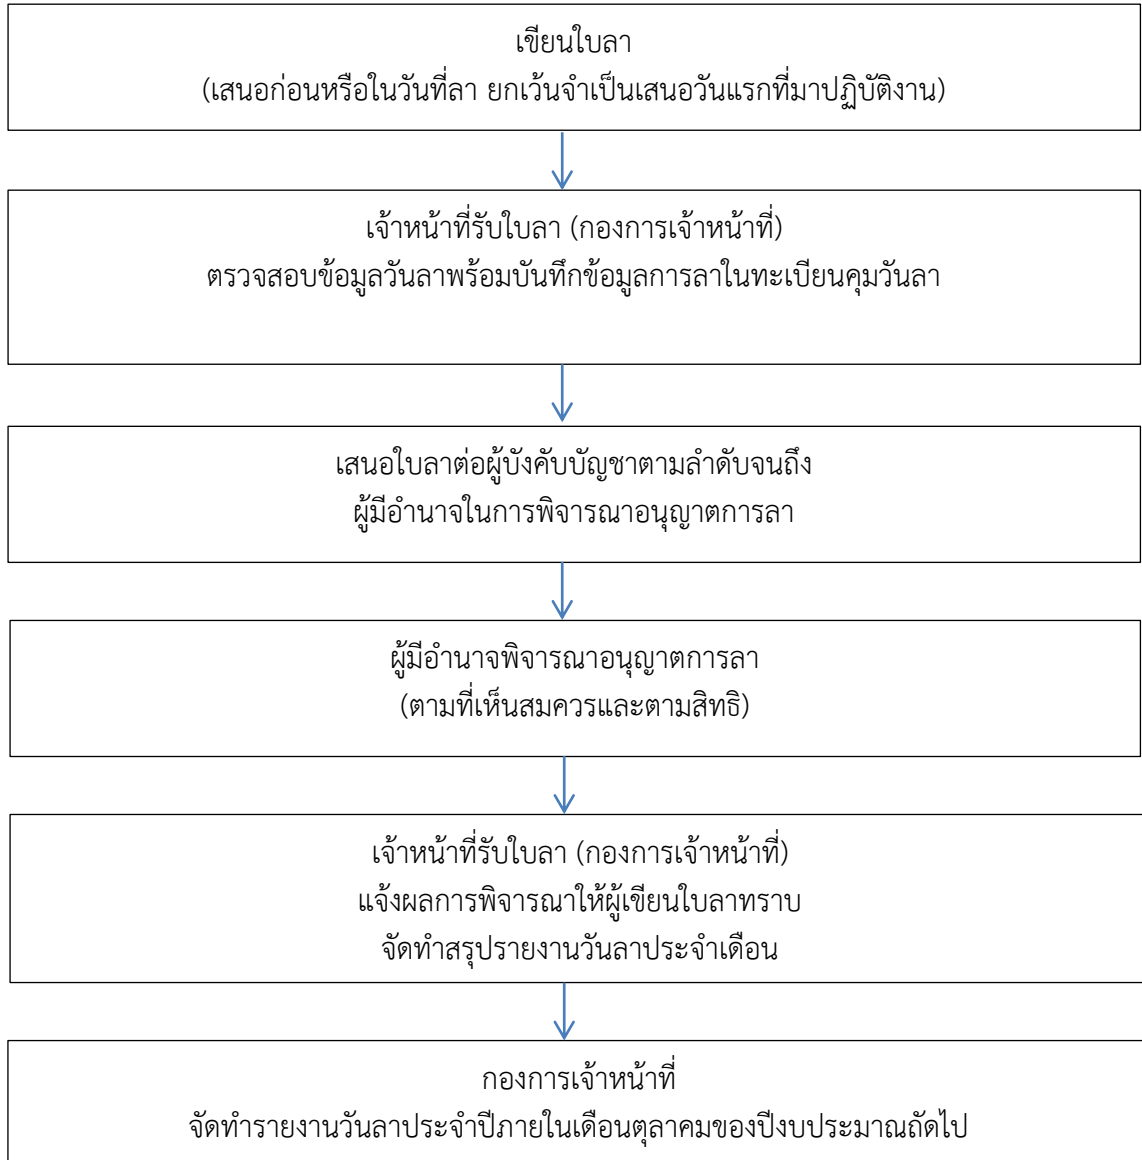 เขียนใบลา
(เสนอก่อนหรือในวันที่ลา ยกเว้นจำเป็นเสนอวันแรกที่มาปฏิบัติงาน)
เจ้าหน้าที่รับใบลา (กองการเจ้าหน้าที่)
ตรวจสอบข้อมูลวันลาพร้อมบันทึกข้อมูลการลาในทะเบียนคุมวันลา
เสนอใบลาต่อผู้บังคับบัญชาตามลำดับจนถึง
ผู้มีอำนาจในการพิจารณาอนุญาตการลา
ผู้มีอำนาจพิจารณาอนุญาตการลา
(ตามที่เห็นสมควรและตามสิทธิ)
เจ้าหน้าที่รับใบลา (กองการเจ้าหน้าที่)
แจ้งผลการพิจารณาให้ผู้เขียนใบลาทราบ
จัดทำสรุปรายงานวันลาประจำเดือน
กองการเจ้าหน้าที่
จัดทำรายงานวันลาประจำปีภายในเดือนตุลาคมของปีงบประมาณถัดไป